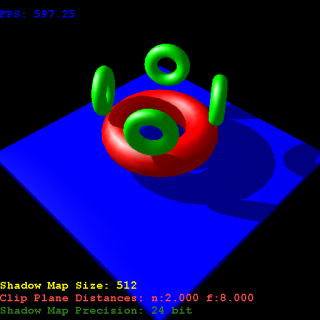 FPS: 597.25
Shadow Map Size: 512
Clip Plane Distances: n:2.000 f:8.000
Shadow Map Precision: 24 bit